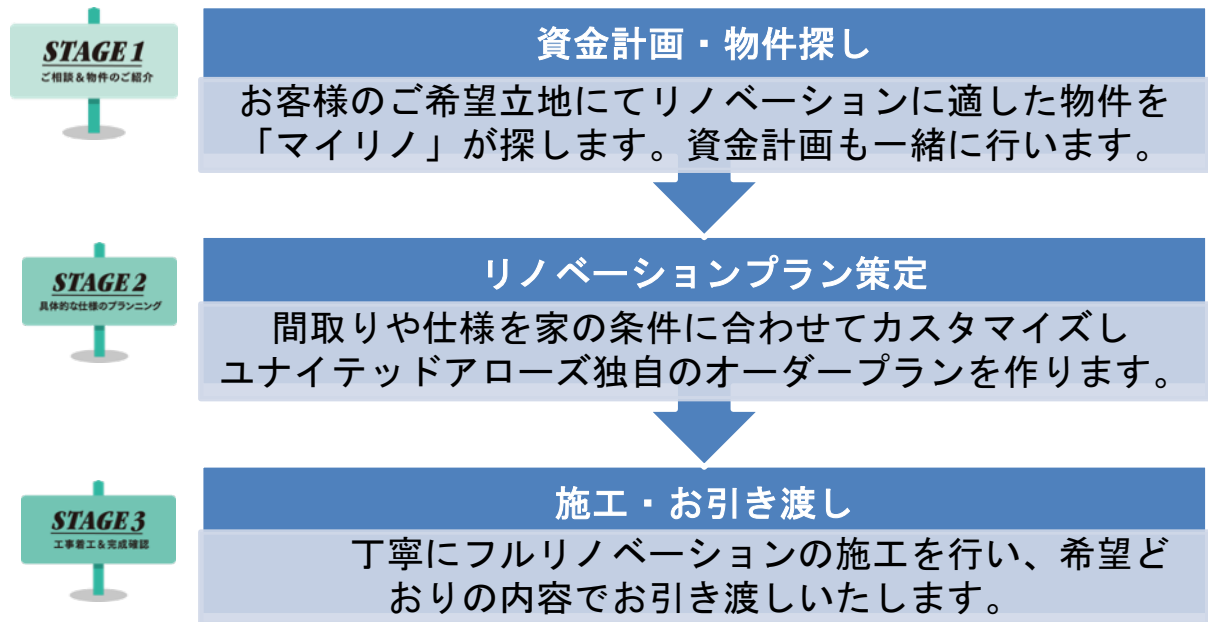 STAGE 1
ご相談&物件のご紹介
資金計画・物件探し
お客様のご希望立地にてリノベーションに適した物件を
「マイリノ」が探します。資金計画も一緒に行います。
STAGE 2
具体的な仕様のプランニング
リノベーションプラン策定
間取りや仕様を家の条件に合わせてカスタマイズし
ユナイテッドアローズ独自のオーダープランを作ります。
STAGE 3
工事着工&完成確認
施工・お引き渡し
丁寧にフルリノベーションの施工を行い、希望ど
おりの内容でお引き渡しいたします。